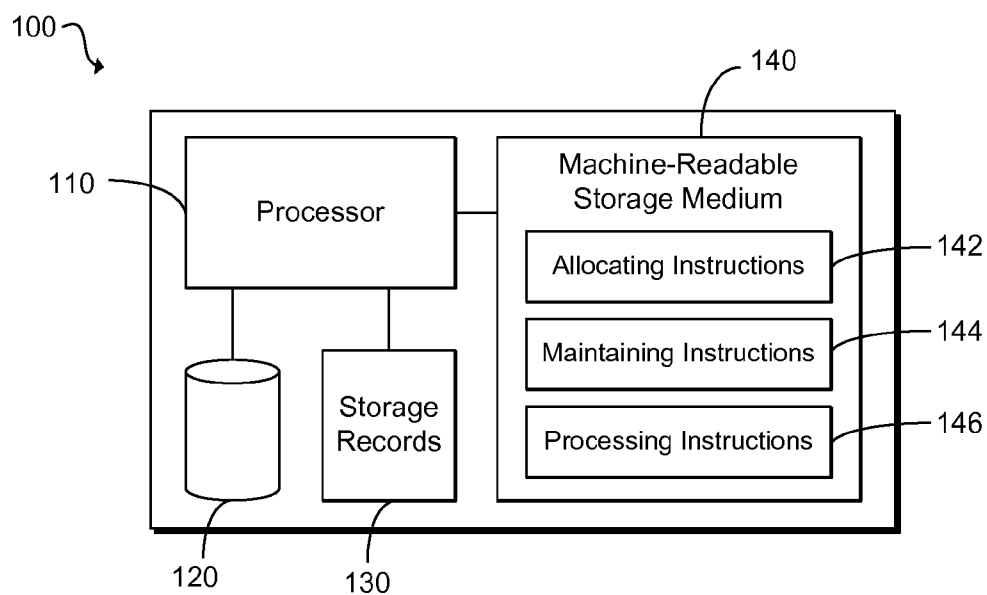 100
140
110
Processor
Machine-Readable
Storage Medium
Allocating Instructions
142
Maintaining Instructions
144
Processing Instructions
146
Storage
Records
120
130